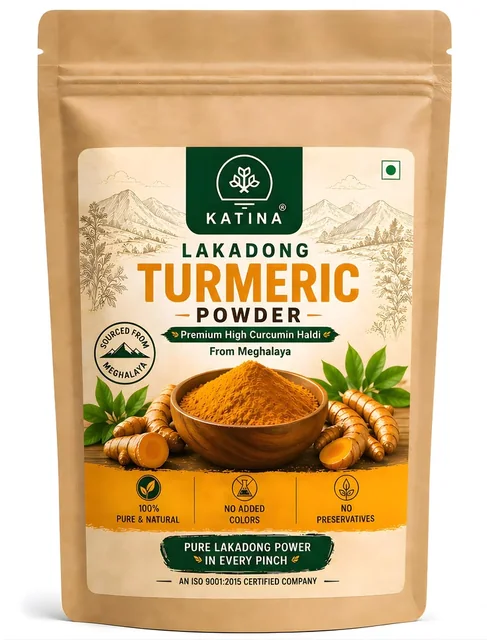 KATINA®
LAKADONG
TURMERIC
POWDER
Premium High Curcumin Haldi
From Meghalaya
SOURCED FROM
MEGHALAYA
100%
PURE & NATURAL
NO ADDED
COLORS
NO
PRESERVATIVES
PURE LAKADONG POWER
IN EVERY PINCH
AN ISO 9001:2015 CERTIFIED COMPANY